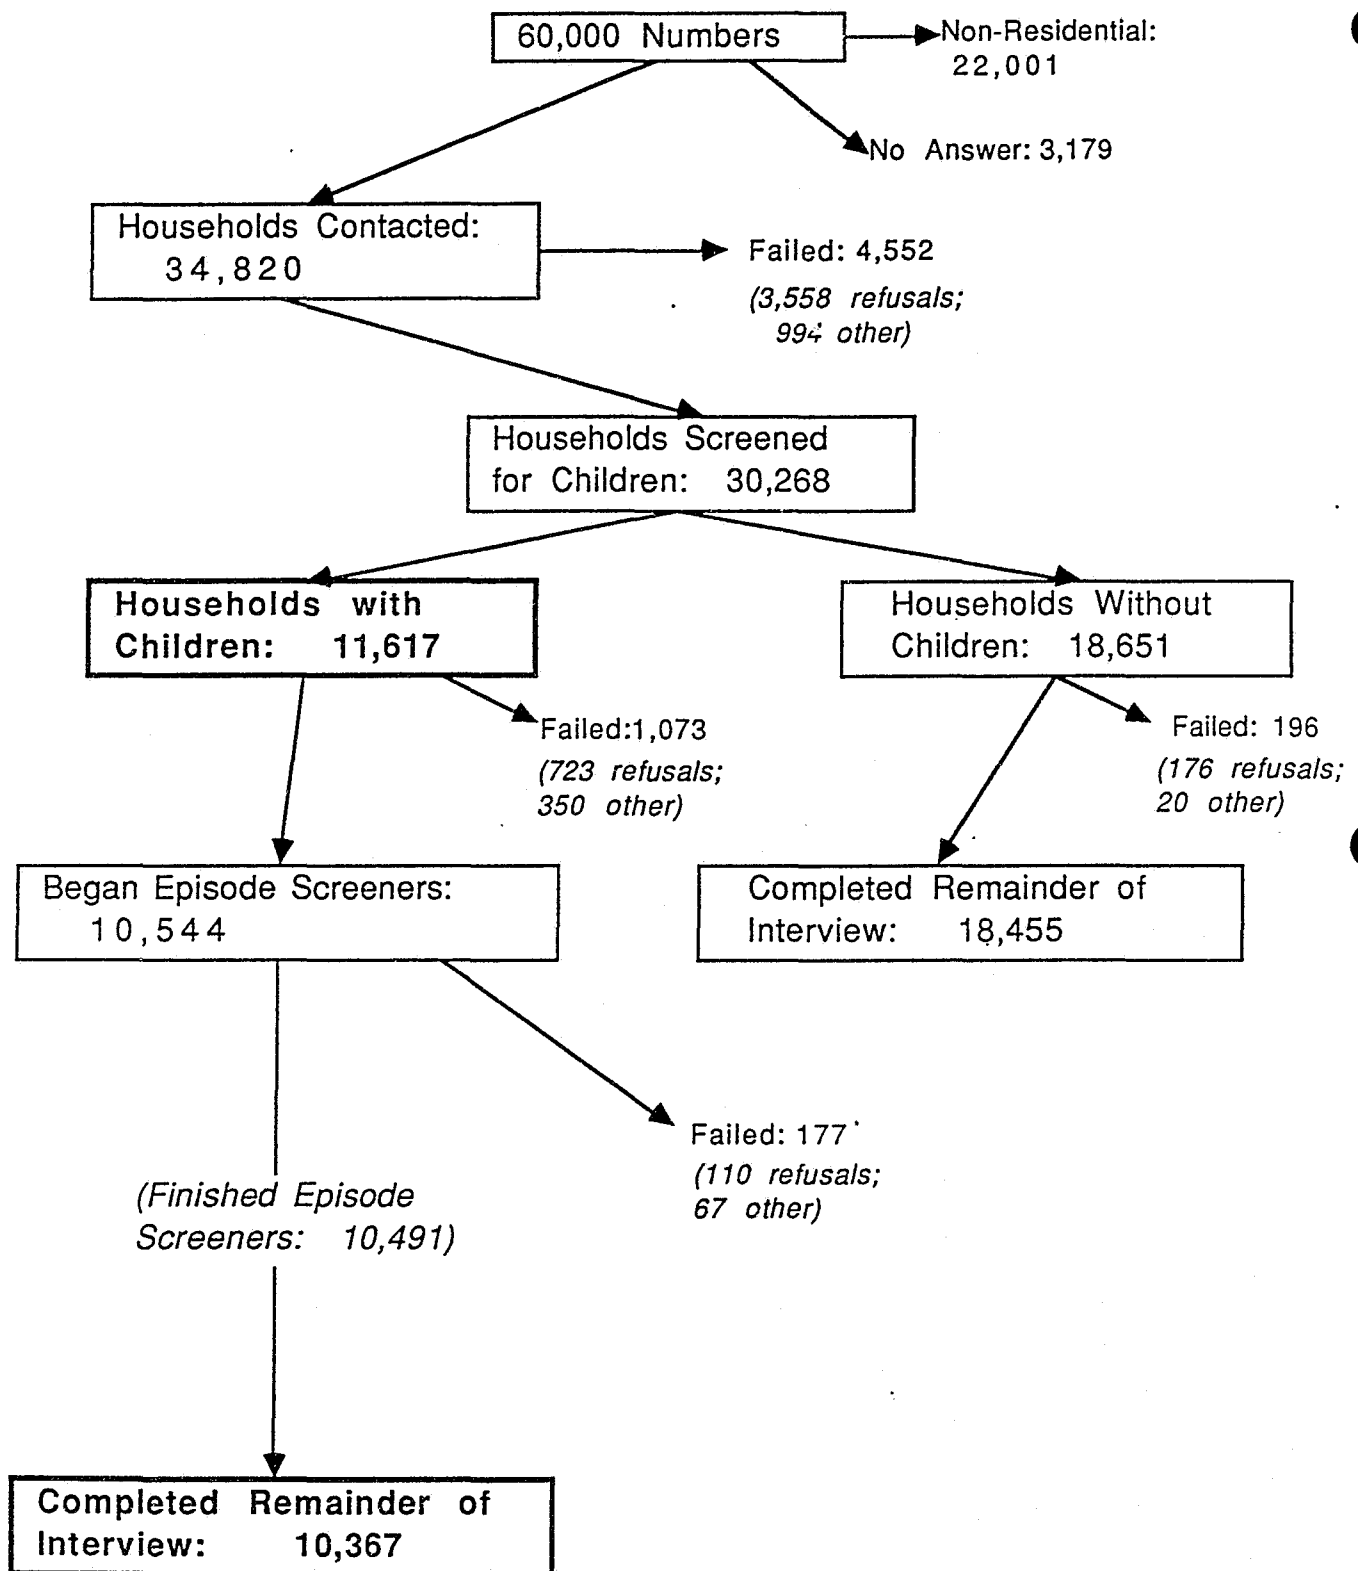 60,000 Numbers
Non-Residential:
22,001
No Answer: 3,179
Households Contacted:
34,820
Failed: 4,552
(3,558 refusals;
994 other)
Households Screened
for Children: 30,268
Households with
Children: 11,617
Households Without
Children: 18,651
Failed:1,073
(723 refusals;
350 other)
Failed: 196
(176 refusals;
20 other)
Began Episode Screeners:
10,544
Completed Remainder of
Interview: 18,455
Failed: 177
(110 refusals;
67 other)
(Finished Episode
Screeners: 10,491)
Completed Remainder of
Interview: 10,367